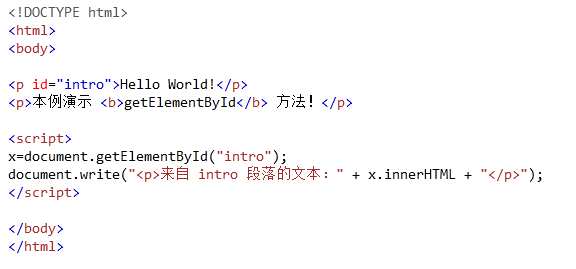 <!DOCTYPE html>
<html>
<body>
<p id="intro">Hello World!</p>
<p>本例演示 <b>getElementById</b> 方法！</p>
<script>
x=document.getElementById("intro");
document.write("<p>来自 intro 段落的文本：" + x.innerHTML + "</p>");
</script>
</body>
</html>